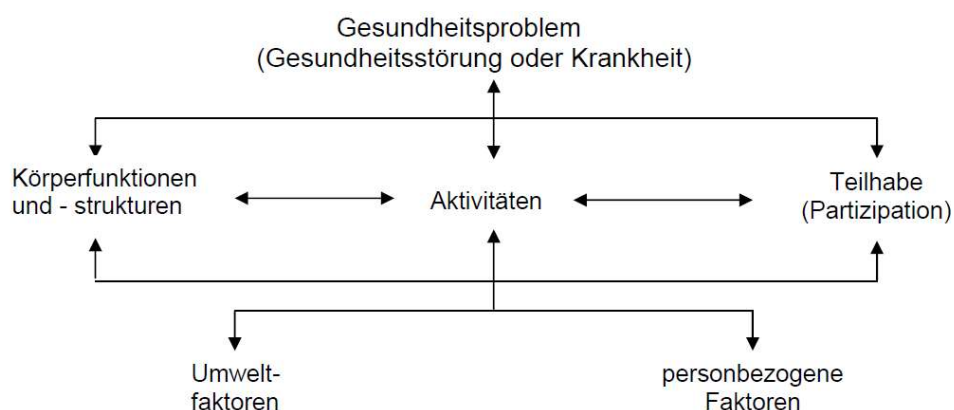 Gesundheitsproblem
(Gesundheitsstörung oder Krankheit)
Körperfunktionen
und - strukturen
Aktivitäten
Teilhabe
(Partizipation)
Umwelt-
faktoren
personbezogene
Faktoren